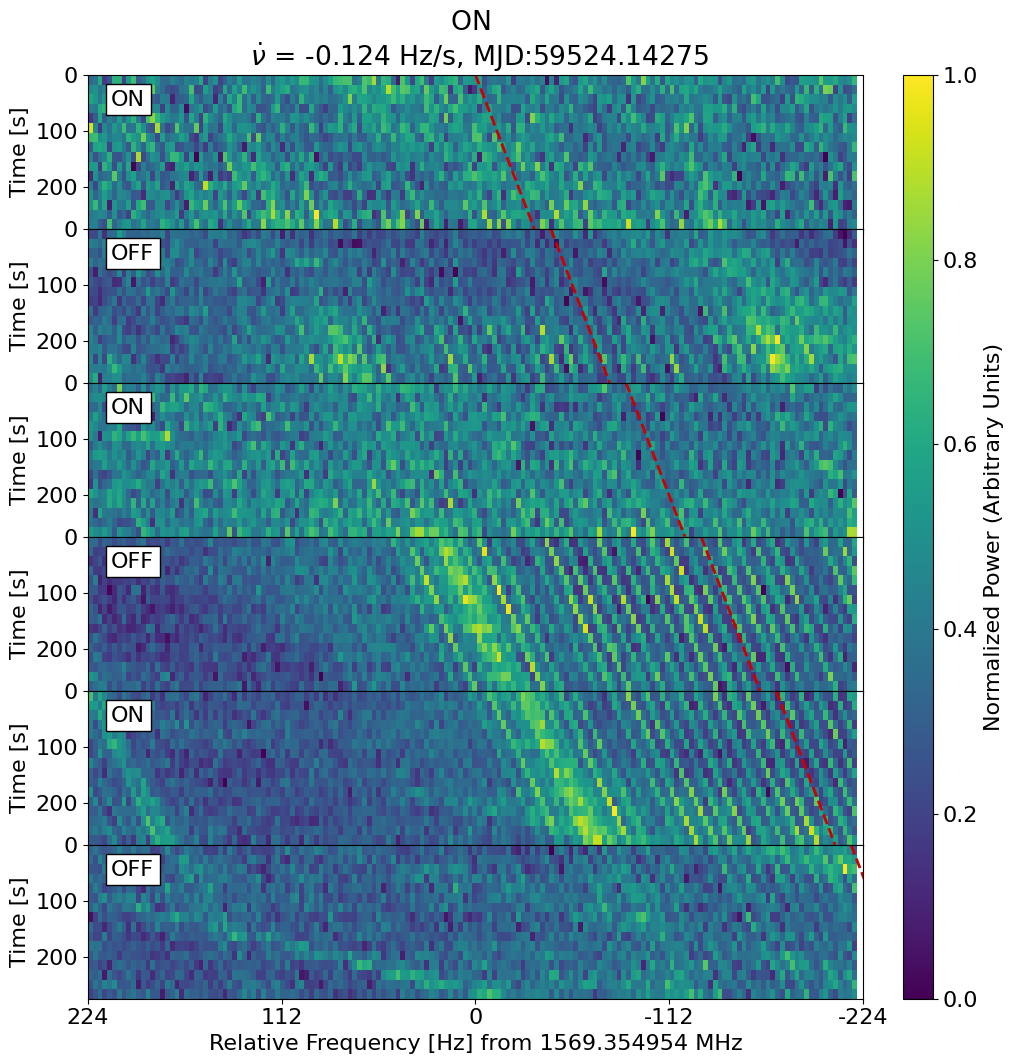 ON
ν̇ = -0.124 Hz/s, MJD:59524.14275
0
ON
Time [s]
100
200
0
OFF
Time [s]
100
200
0
ON
Time [s]
100
200
0
OFF
Time [s]
100
200
0
ON
Time [s]
100
200
0
OFF
Time [s]
100
200
224
112
0
-112
-224
Relative Frequency [Hz] from 1569.354954 MHz
1.0
0.8
0.6
0.4
0.2
0.0
Normalized Power (Arbitrary Units)